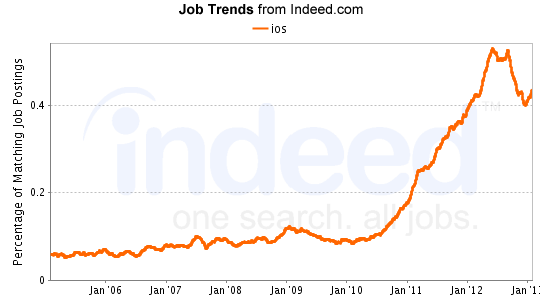 Job Trends from Indeed.com
ios
Percentage of Matching Job Postings
0.4
0.2
0
indeed™
one search. all jobs.
Jan'06 Jan'07 Jan'08 Jan'09 Jan'10 Jan'11 Jan'12